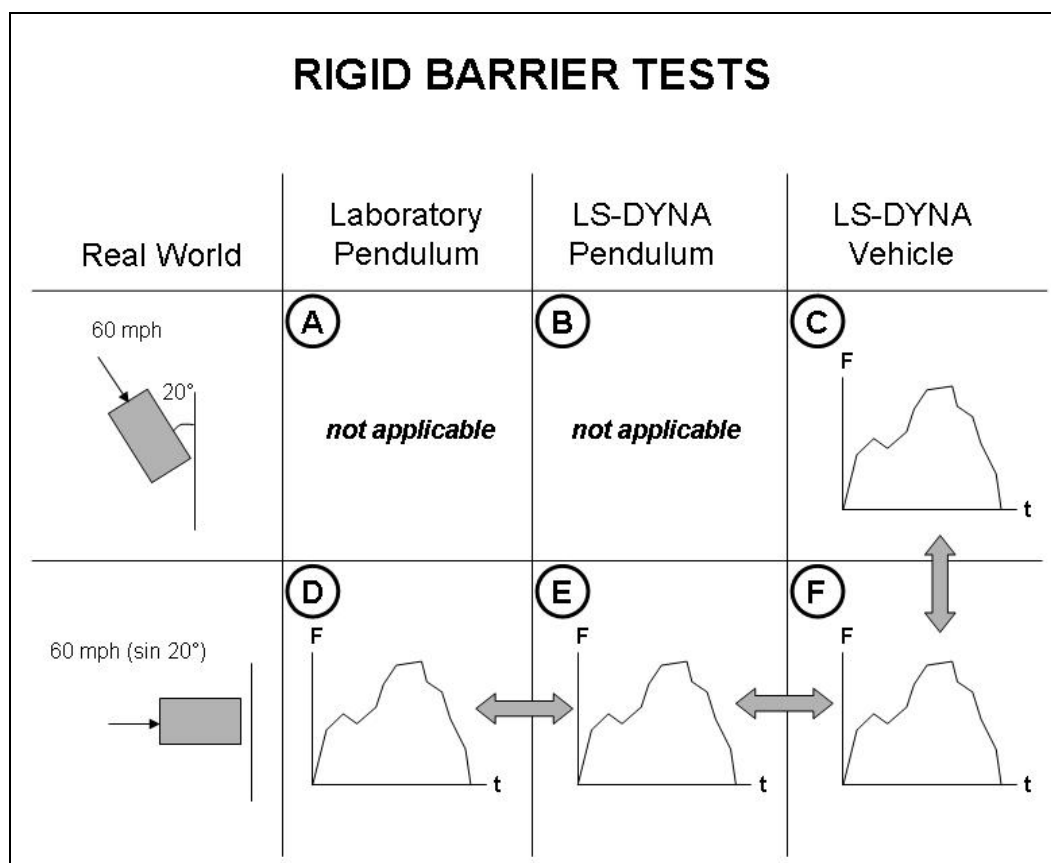 RIGID BARRIER TESTS
Real World
Laboratory
Pendulum
LS-DYNA
Pendulum
LS-DYNA
Vehicle
60 mph
20°
A
not applicable
B
not applicable
C
F
t
60 mph (sin 20°)
D
F
t
E
F
t
F
F
t